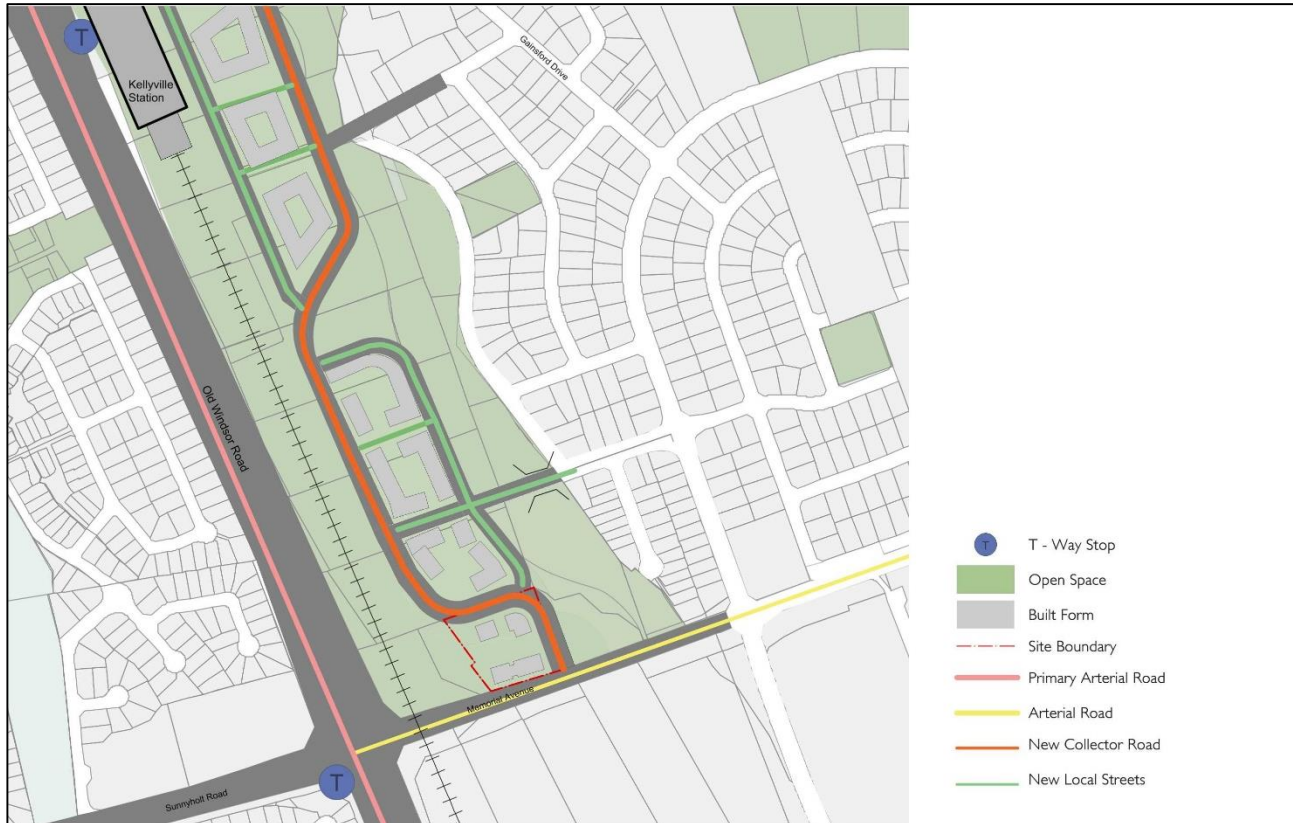 T
Kellyville
Station
Gainsford Drive
Old Windsor Road
Memorial Avenue
T
Sunnyholt Road
T T - Way Stop
Open Space
Built Form
Site Boundary
Primary Arterial Road
Arterial Road
New Collector Road
New Local Streets